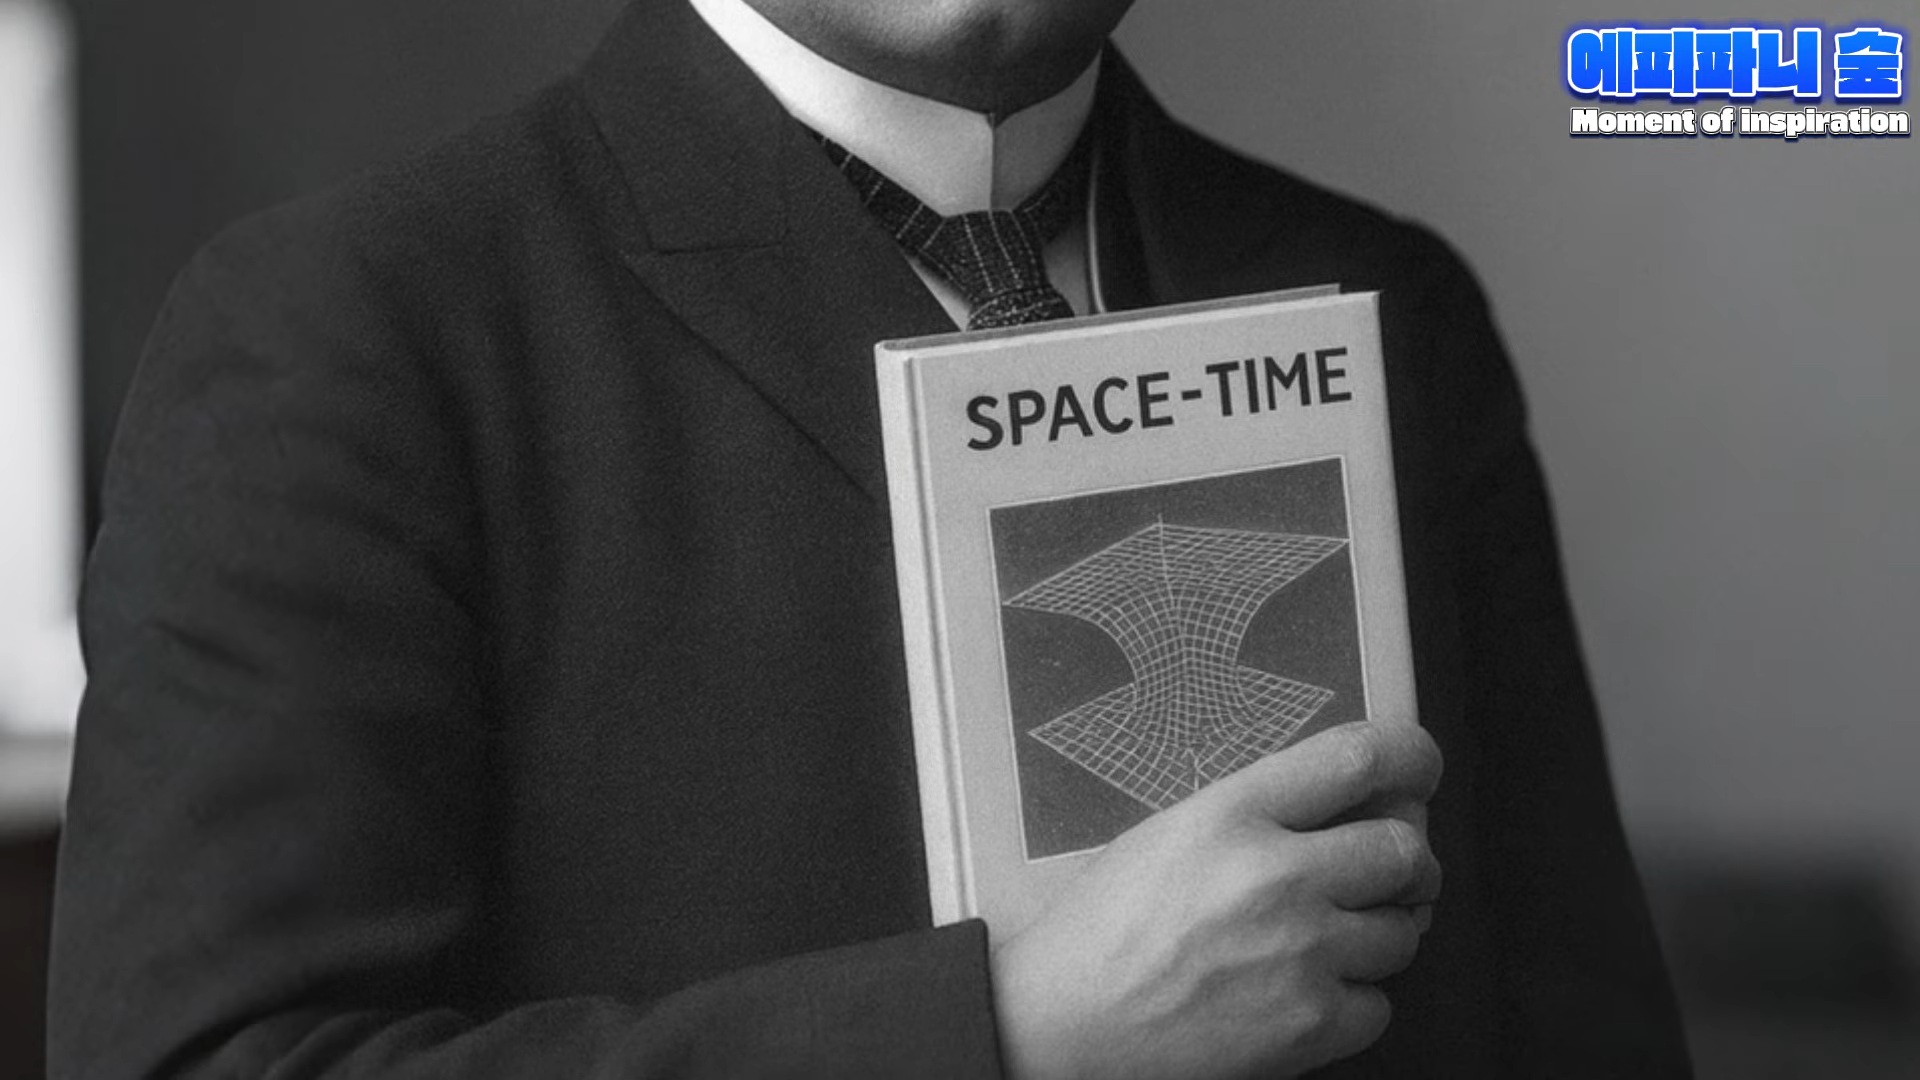 에피파니 숲
Moment of inspiration
SPACE-TIME